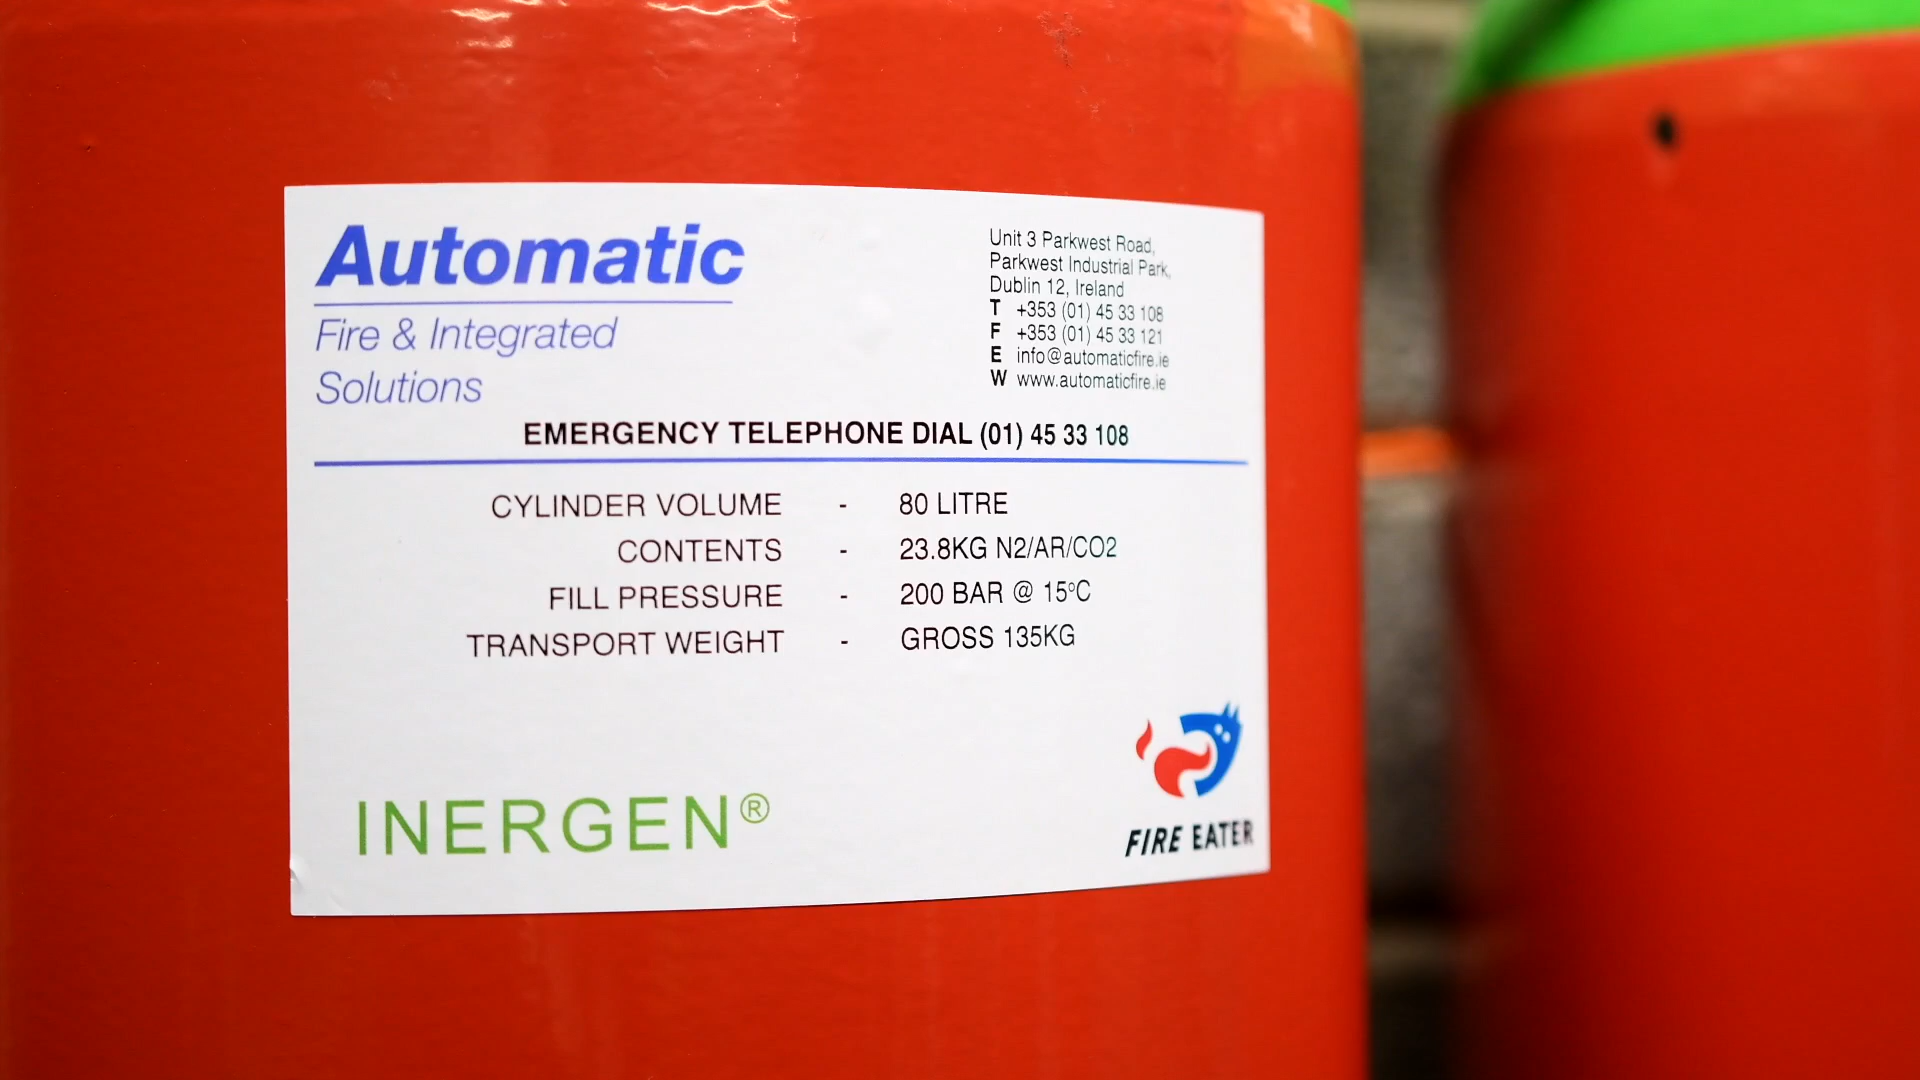 Automatic
Fire & Integrated
Solutions
Unit 3 Parkwest Road,
Parkwest Industrial Park,
Dublin 12, Ireland
T +353 (01) 45 33 108
F +353 (01) 45 33 121
E info@automaticfire.ie
W www.automaticfire.ie
EMERGENCY TELEPHONE DIAL (01) 45 33 108
CYLINDER VOLUME - 80 LITRE
CONTENTS - 23.8KG N2/AR/CO2
FILL PRESSURE - 200 BAR @ 15°C
TRANSPORT WEIGHT - GROSS 135KG
INERGEN®
FIRE EATER